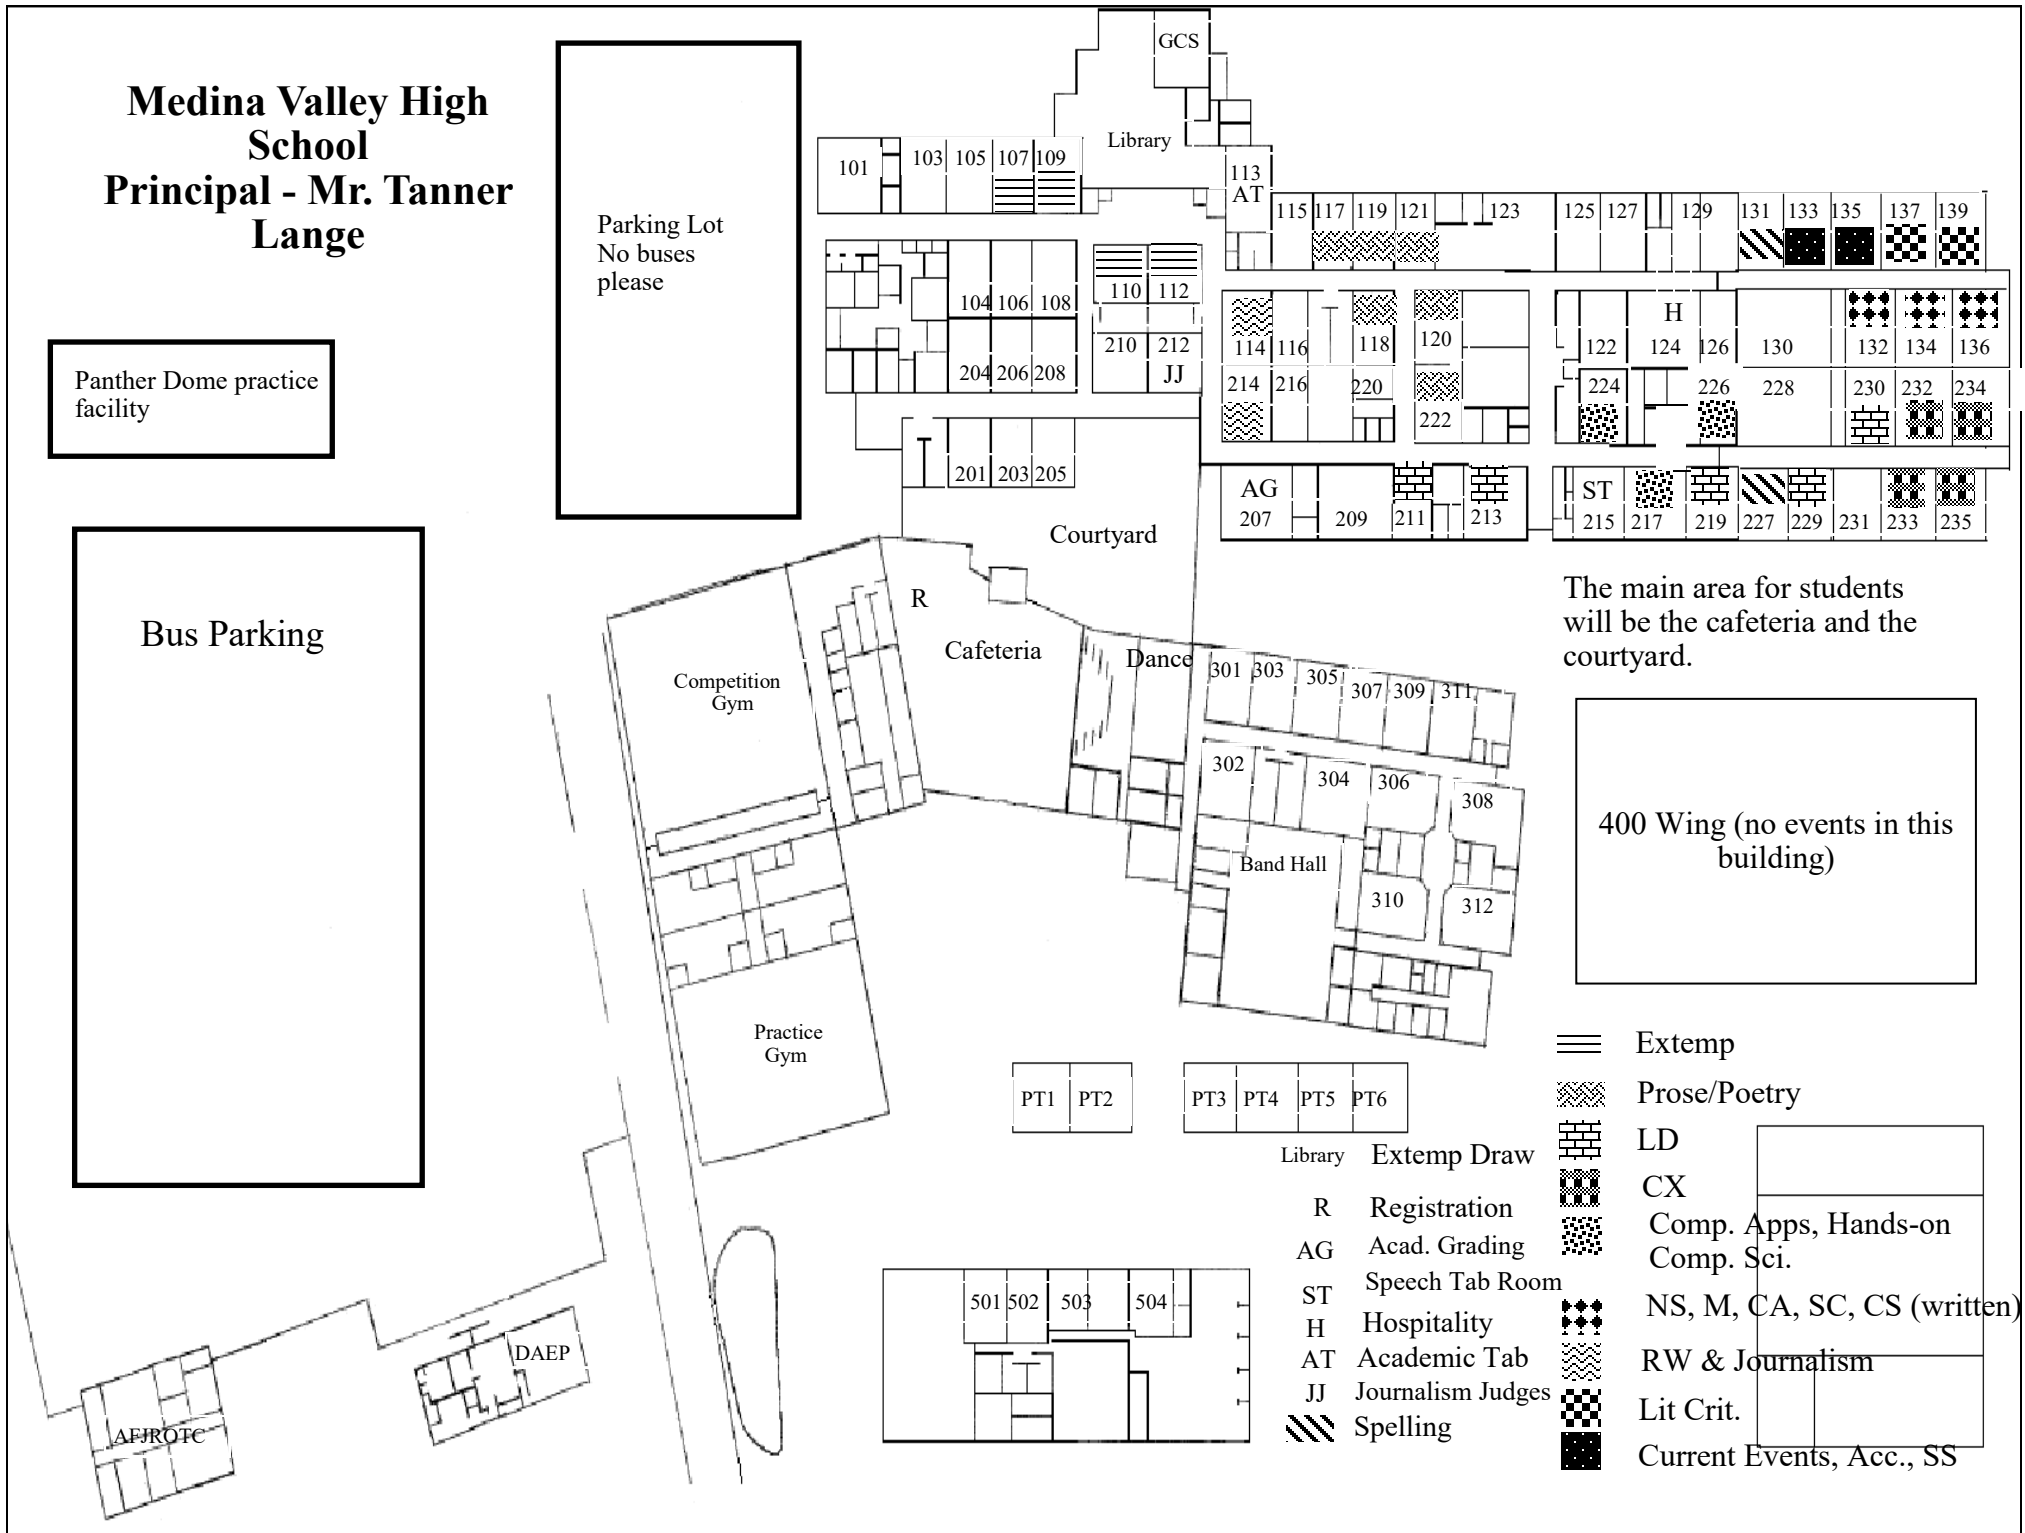 Medina Valley High
School
Principal - Mr. Tanner
Lange
Parking Lot
No buses
please
Panther Dome practice
facility
Bus Parking
GCS
Library
101
103
105
107
109
113
AT
115
117
119
121
123
125
127
129
131
133
135
137
139
104
106
108
110
112
H
114
116
118
120
122
124
126
130
132
134
136
204
206
208
210
212
JJ
214
216
220
222
224
226
228
230
232
234
201
203
205
AG
207
209
211
213
ST
215
217
219
227
229
231
233
235
Courtyard
R
Cafeteria
Dance
Competition
Gym
Practice
Gym
301
303
305
307
309
311
302
304
306
308
Band Hall
310
312
The main area for students
will be the cafeteria and the
courtyard.
400 Wing (no events in this
building)
PT1
PT2
PT3
PT4
PT5
PT6
501
502
503
504
DAEP
AFJROTC
Library Extemp Draw
R Registration
AG Acad. Grading
ST Speech Tab Room
H Hospitality
AT Academic Tab
JJ Journalism Judges
Spelling
Extemp
Prose/Poetry
LD
CX
Comp. Apps, Hands-on
Comp. Sci.
NS, M, CA, SC, CS (written)
RW & Journalism
Lit Crit.
Current Events, Acc., SS